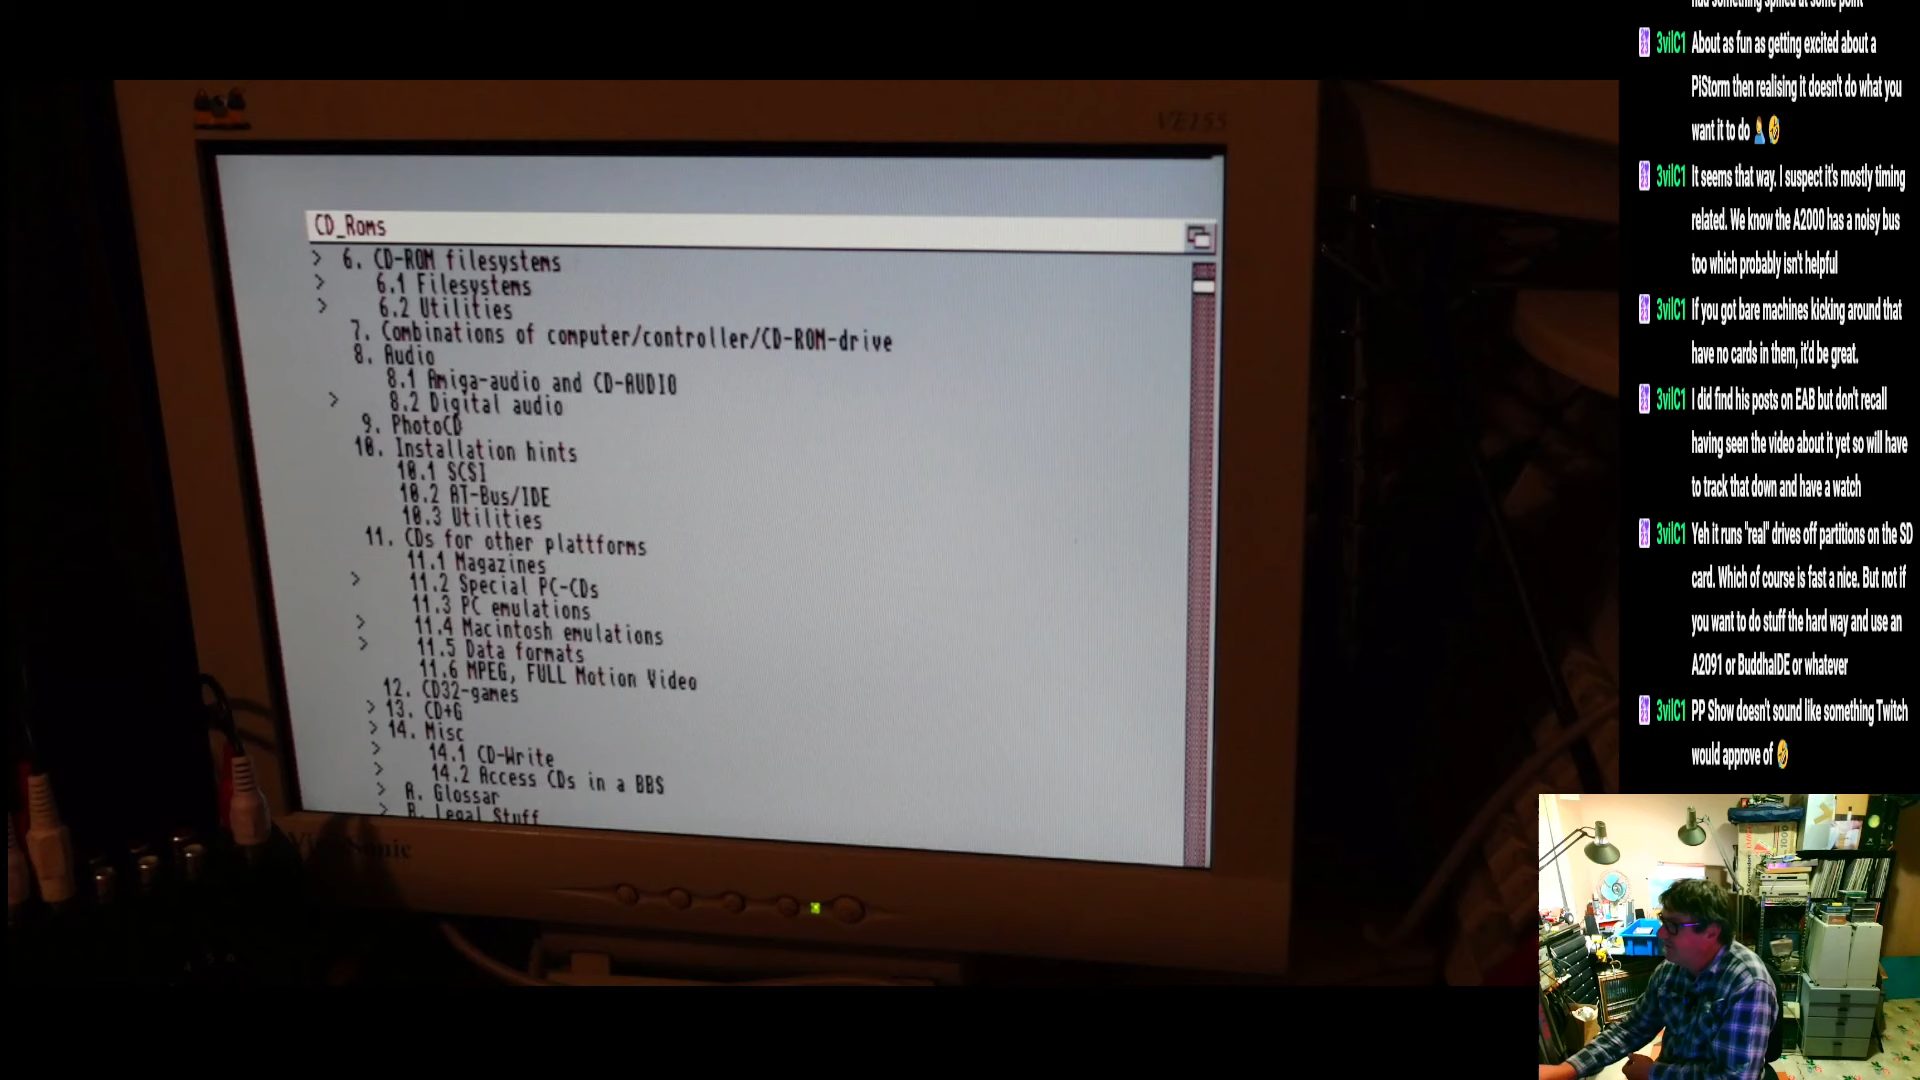 VE155
CD_Roms
> 6. CD-ROM filesystems
> 6.1 Filesystems
> 6.2 Utilities
7. Combinations of computer/controller/CD-ROM-drive
8. Audio
8.1 Amiga-audio and CD-AUDIO
> 8.2 Digital audio
9. PhotoCD
10. Installation hints
10.1 SCSI
10.2 AT-Bus/IDE
10.3 Utilities
11. CDs for other plattforms
11.1 Magazines
> 11.2 Special PC-CDs
11.3 PC emulations
> 11.4 Macintosh emulations
> 11.5 Data formats
11.6 MPEG, FULL Motion Video
12. CD32-games
> 13. CD+G
> 14. Misc
> 14.1 CD-Write
> 14.2 Access CDs in a BBS
> A. Glossar
> B. Legal Stuff
ViewSonic
had something spilled at some point
3vilC1 About as fun as getting excited about a
PiStorm then realising it doesn't do what you
want it to do 🤦🤣
3vilC1 It seems that way. I suspect it's mostly timing
related. We know the A2000 has a noisy bus
too which probably isn't helpful
3vilC1 If you got bare machines kicking around that
have no cards in them, it'd be great.
3vilC1 I did find his posts on EAB but don't recall
having seen the video about it yet so will have
to track that down and have a watch
3vilC1 Yeh it runs "real" drives off partitions on the SD
card. Which of course is fast a nice. But not if
you want to do stuff the hard way and use an
A2091 or BuddhaIDE or whatever
3vilC1 PP Show doesn't sound like something Twitch
would approve of 🤣